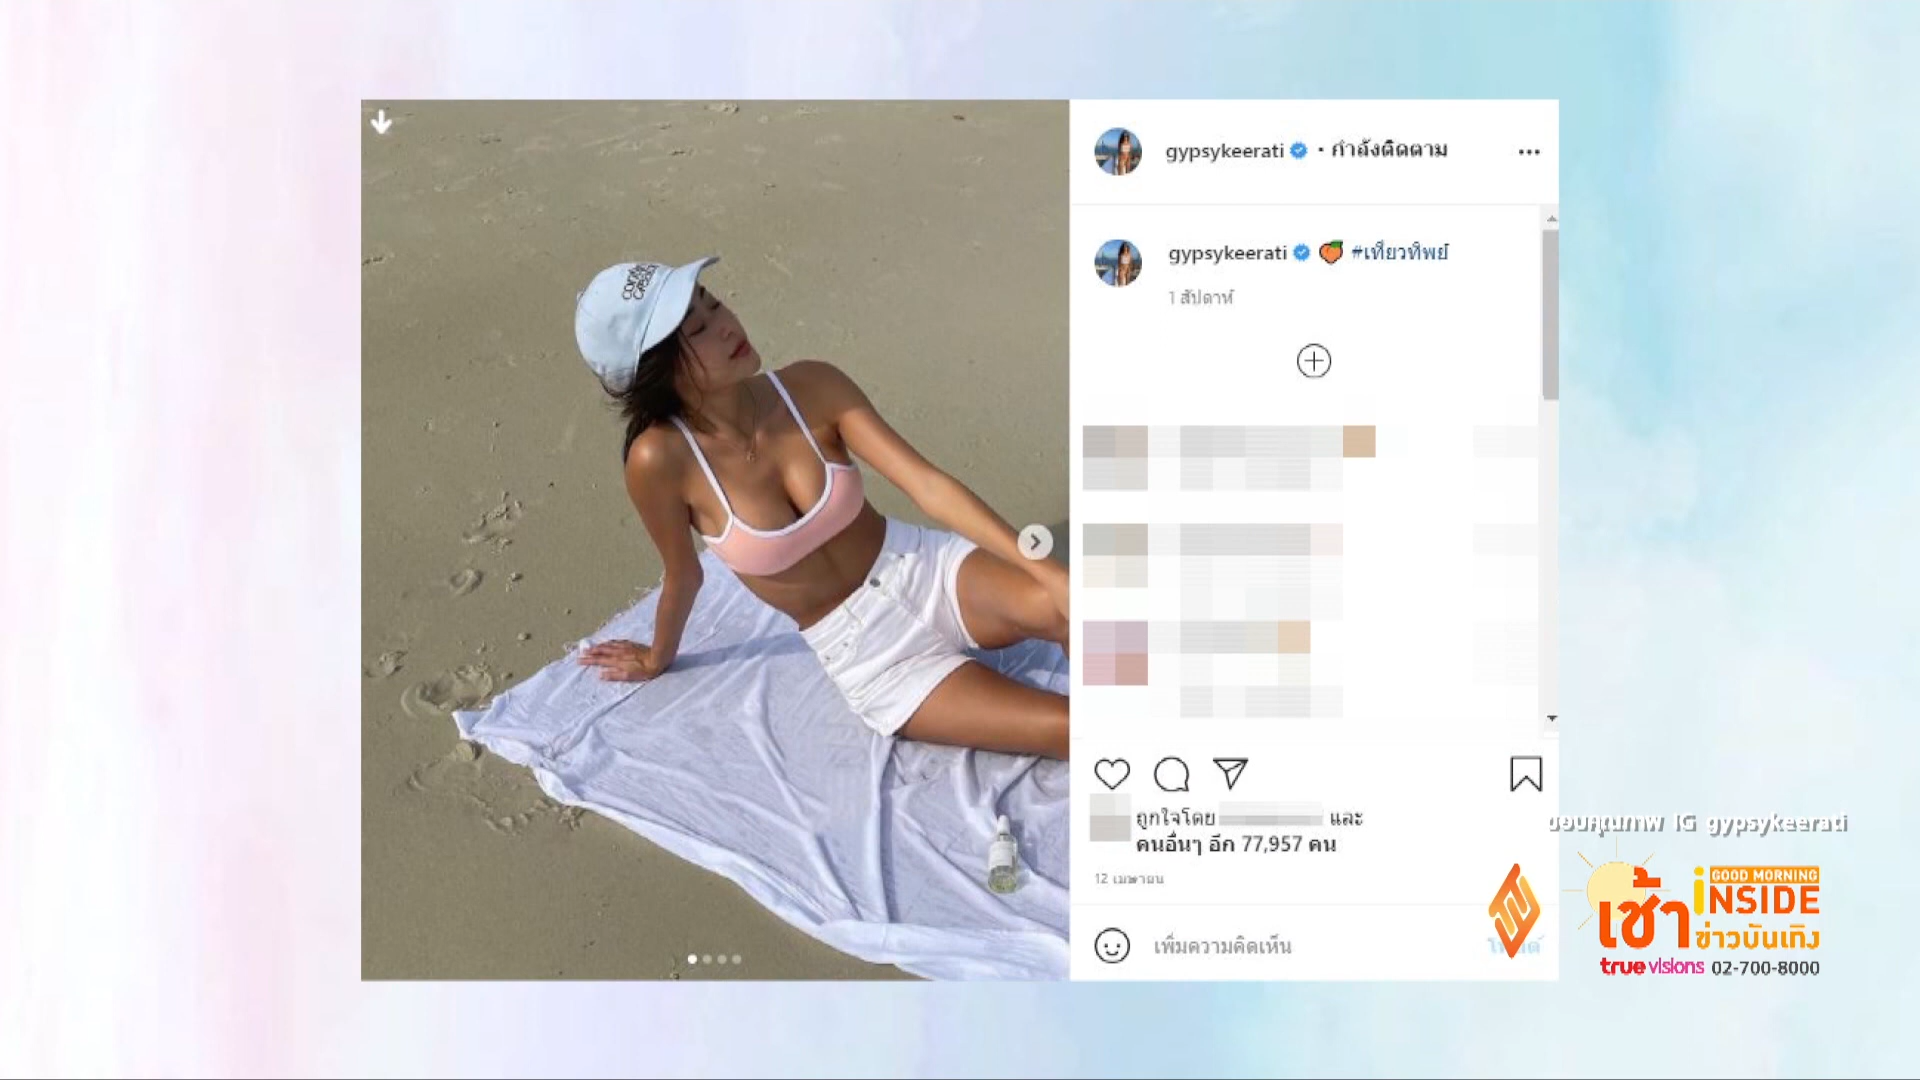 gypsykeerati • กำลังติดตาม
gypsykeerati #เที่ยวทิพย์
1 สัปดาห์
ถูกใจโดย และ
คนอื่นๆ อีก 77,957 คน
12 เมษายน
เพิ่มความคิดเห็น
ขอบคุณภาพ IG gypsykeerati
GOOD MORNING
เช้า iNSIDE
ข่าวบันเทิง
true visions 02-700-8000